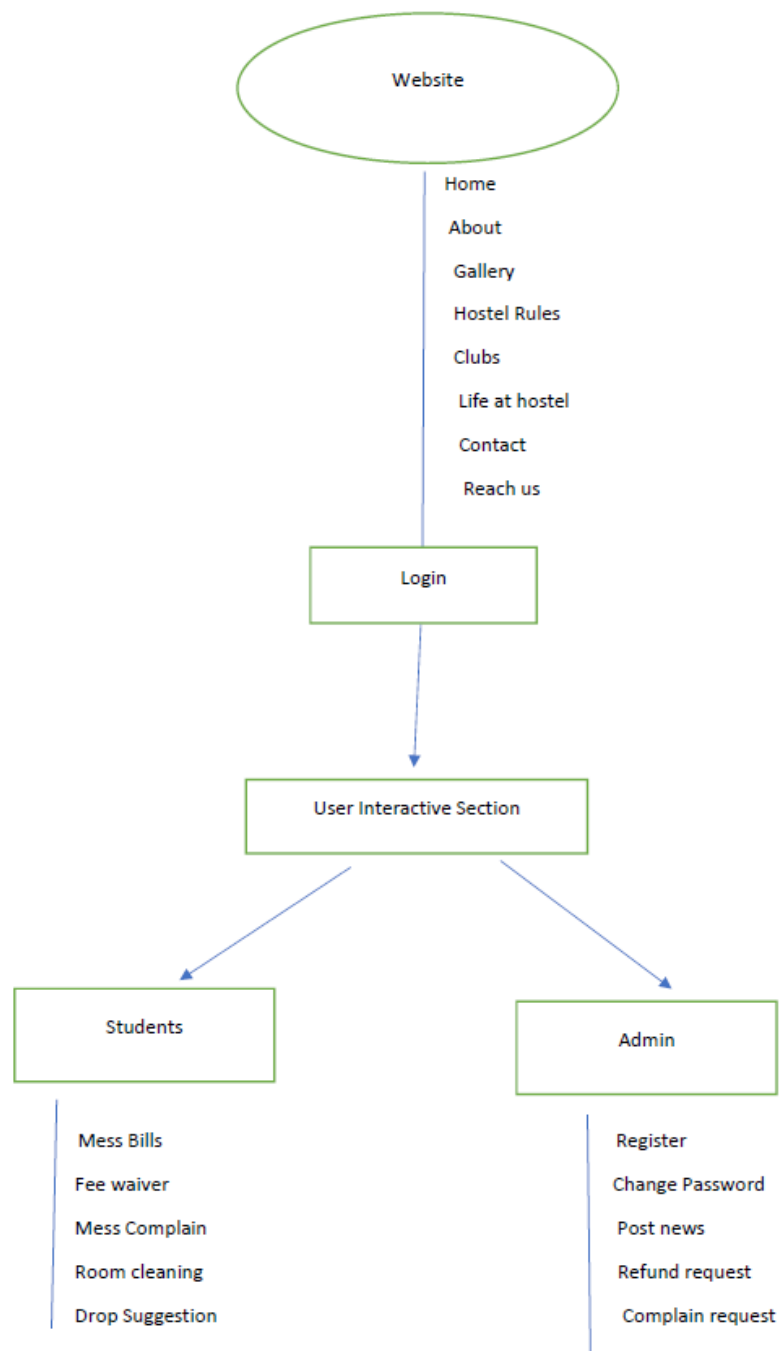 Website
Home
About
Gallery
Hostel Rules
Clubs
Life at hostel
Contact
Reach us
Login
User Interactive Section
Students
Admin
Mess Bills
Fee waiver
Mess Complain
Room cleaning
Drop Suggestion
Register
Change Password
Post news
Refund request
Complain request